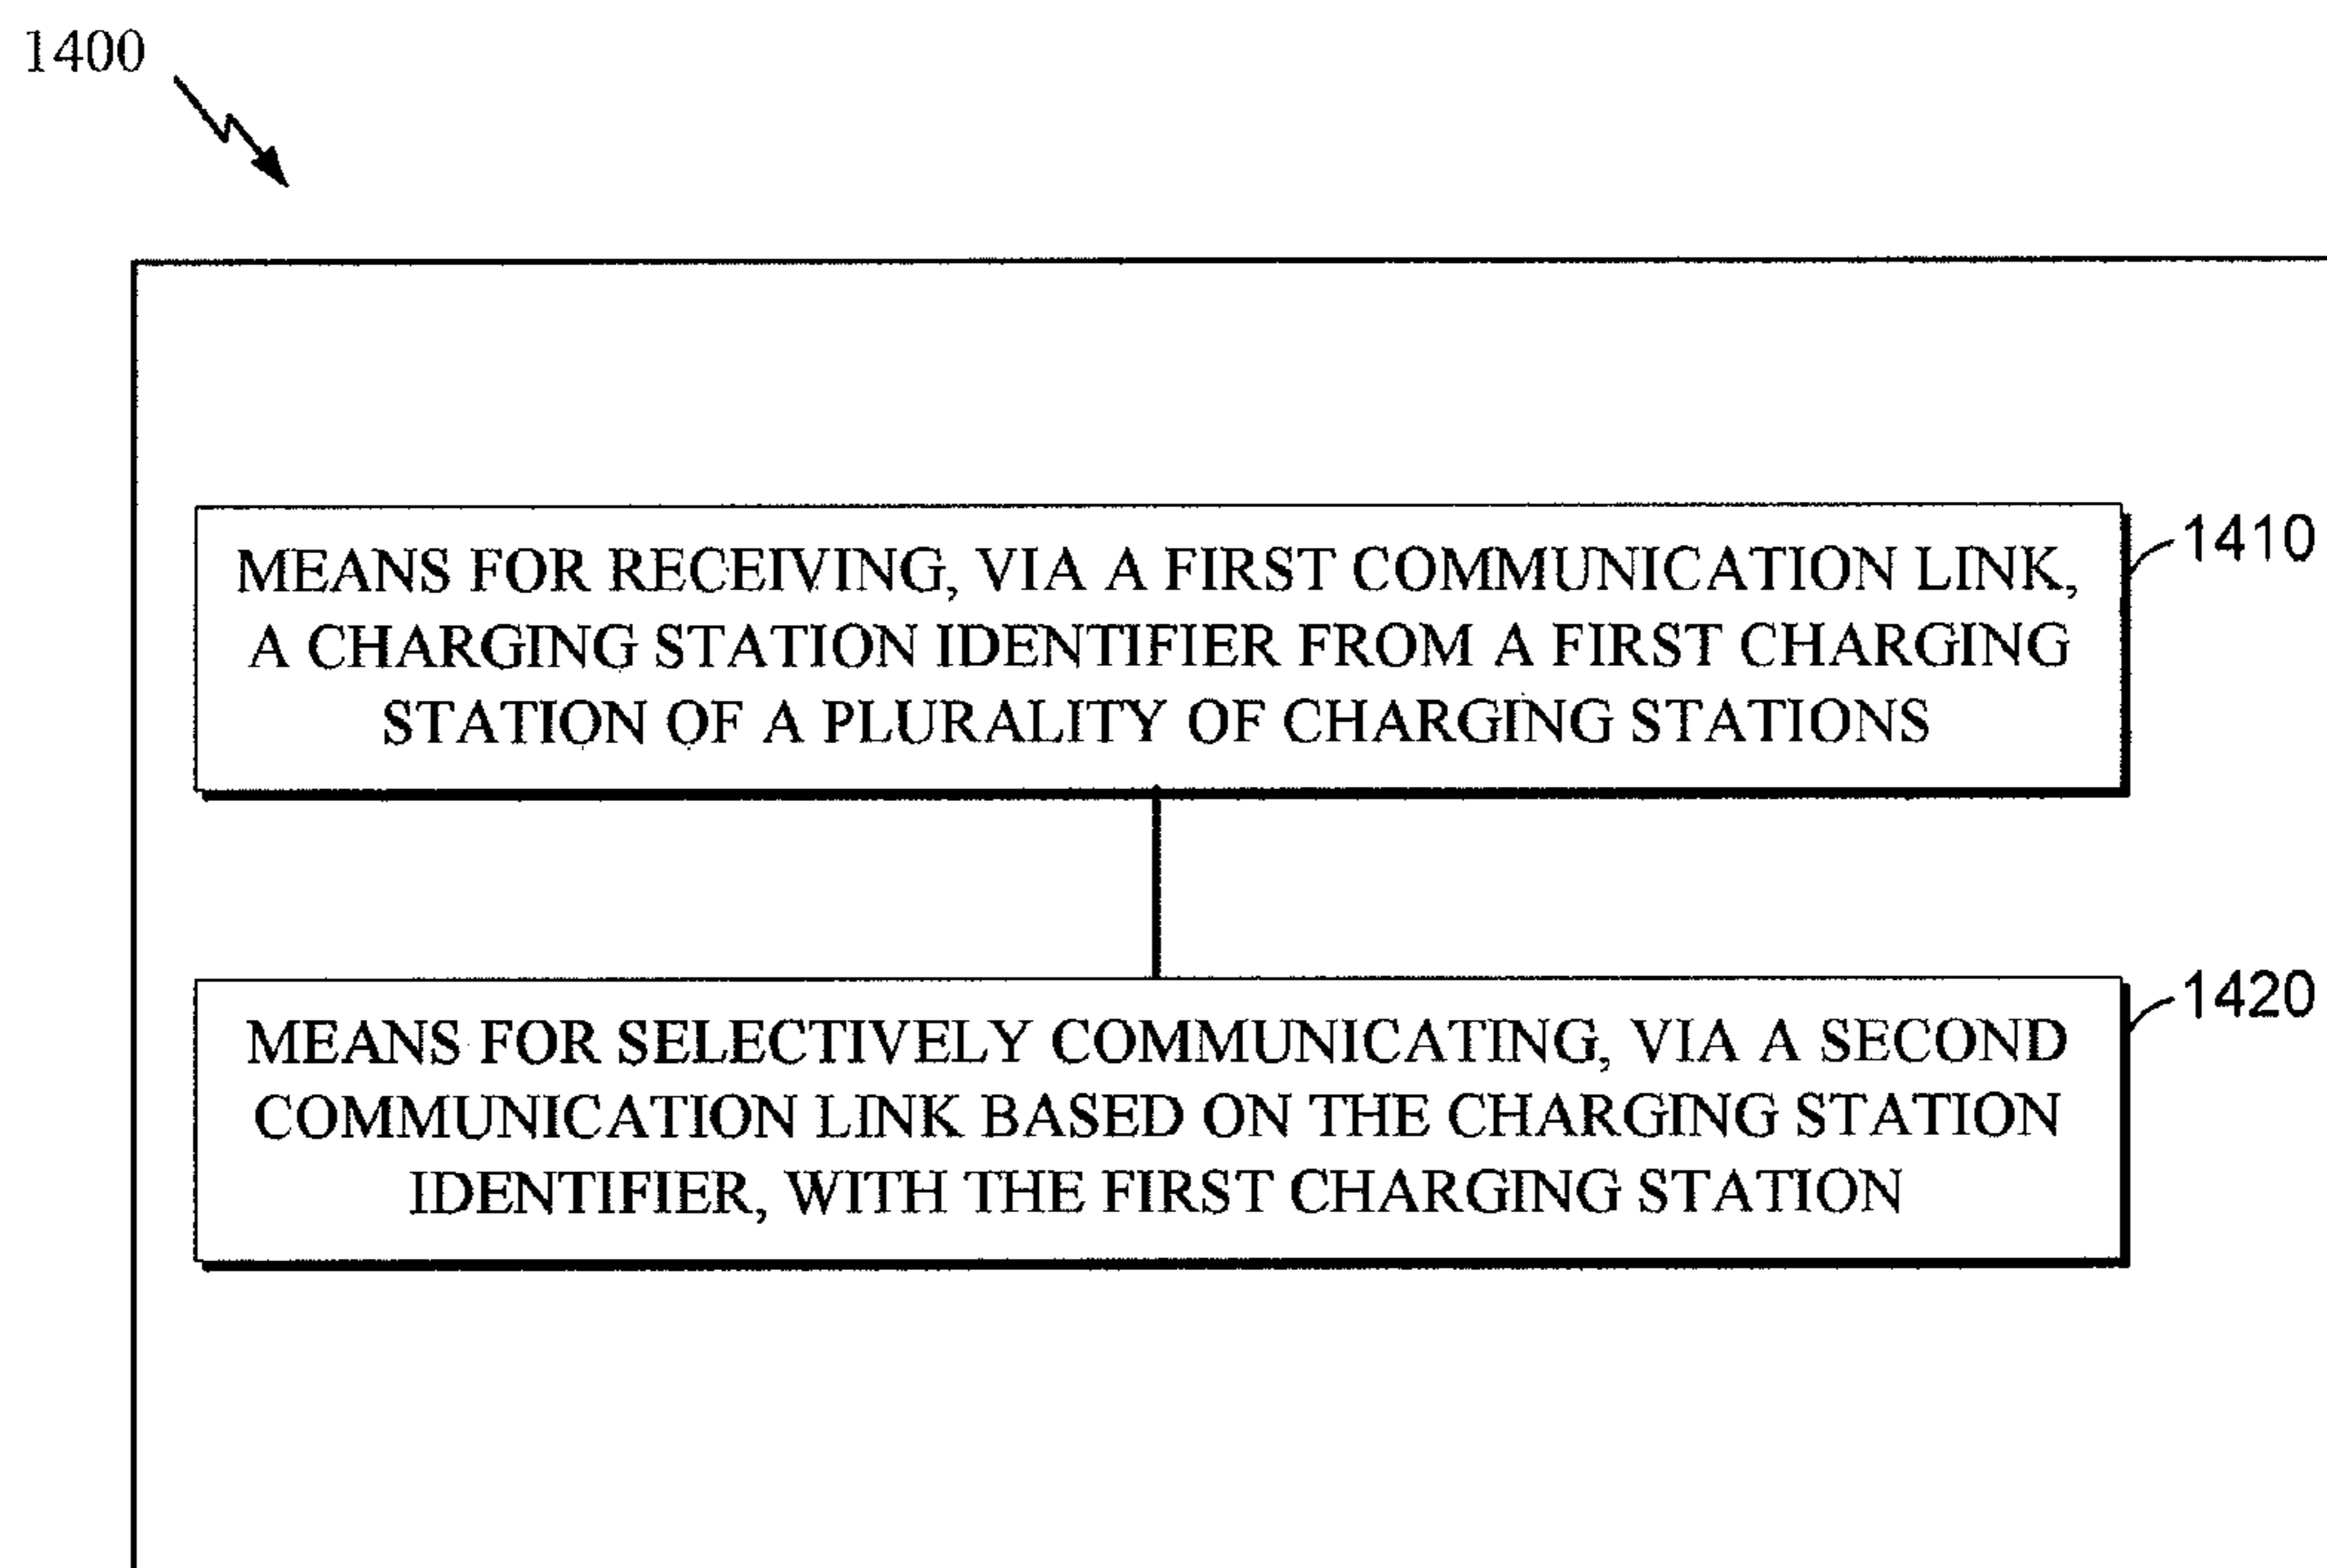 1400
MEANS FOR RECEIVING, VIA A FIRST COMMUNICATION LINK,
A CHARGING STATION IDENTIFIER FROM A FIRST CHARGING
STATION OF A PLURALITY OF CHARGING STATIONS
1410
MEANS FOR SELECTIVELY COMMUNICATING, VIA A SECOND
COMMUNICATION LINK BASED ON THE CHARGING STATION
IDENTIFIER, WITH THE FIRST CHARGING STATION
1420